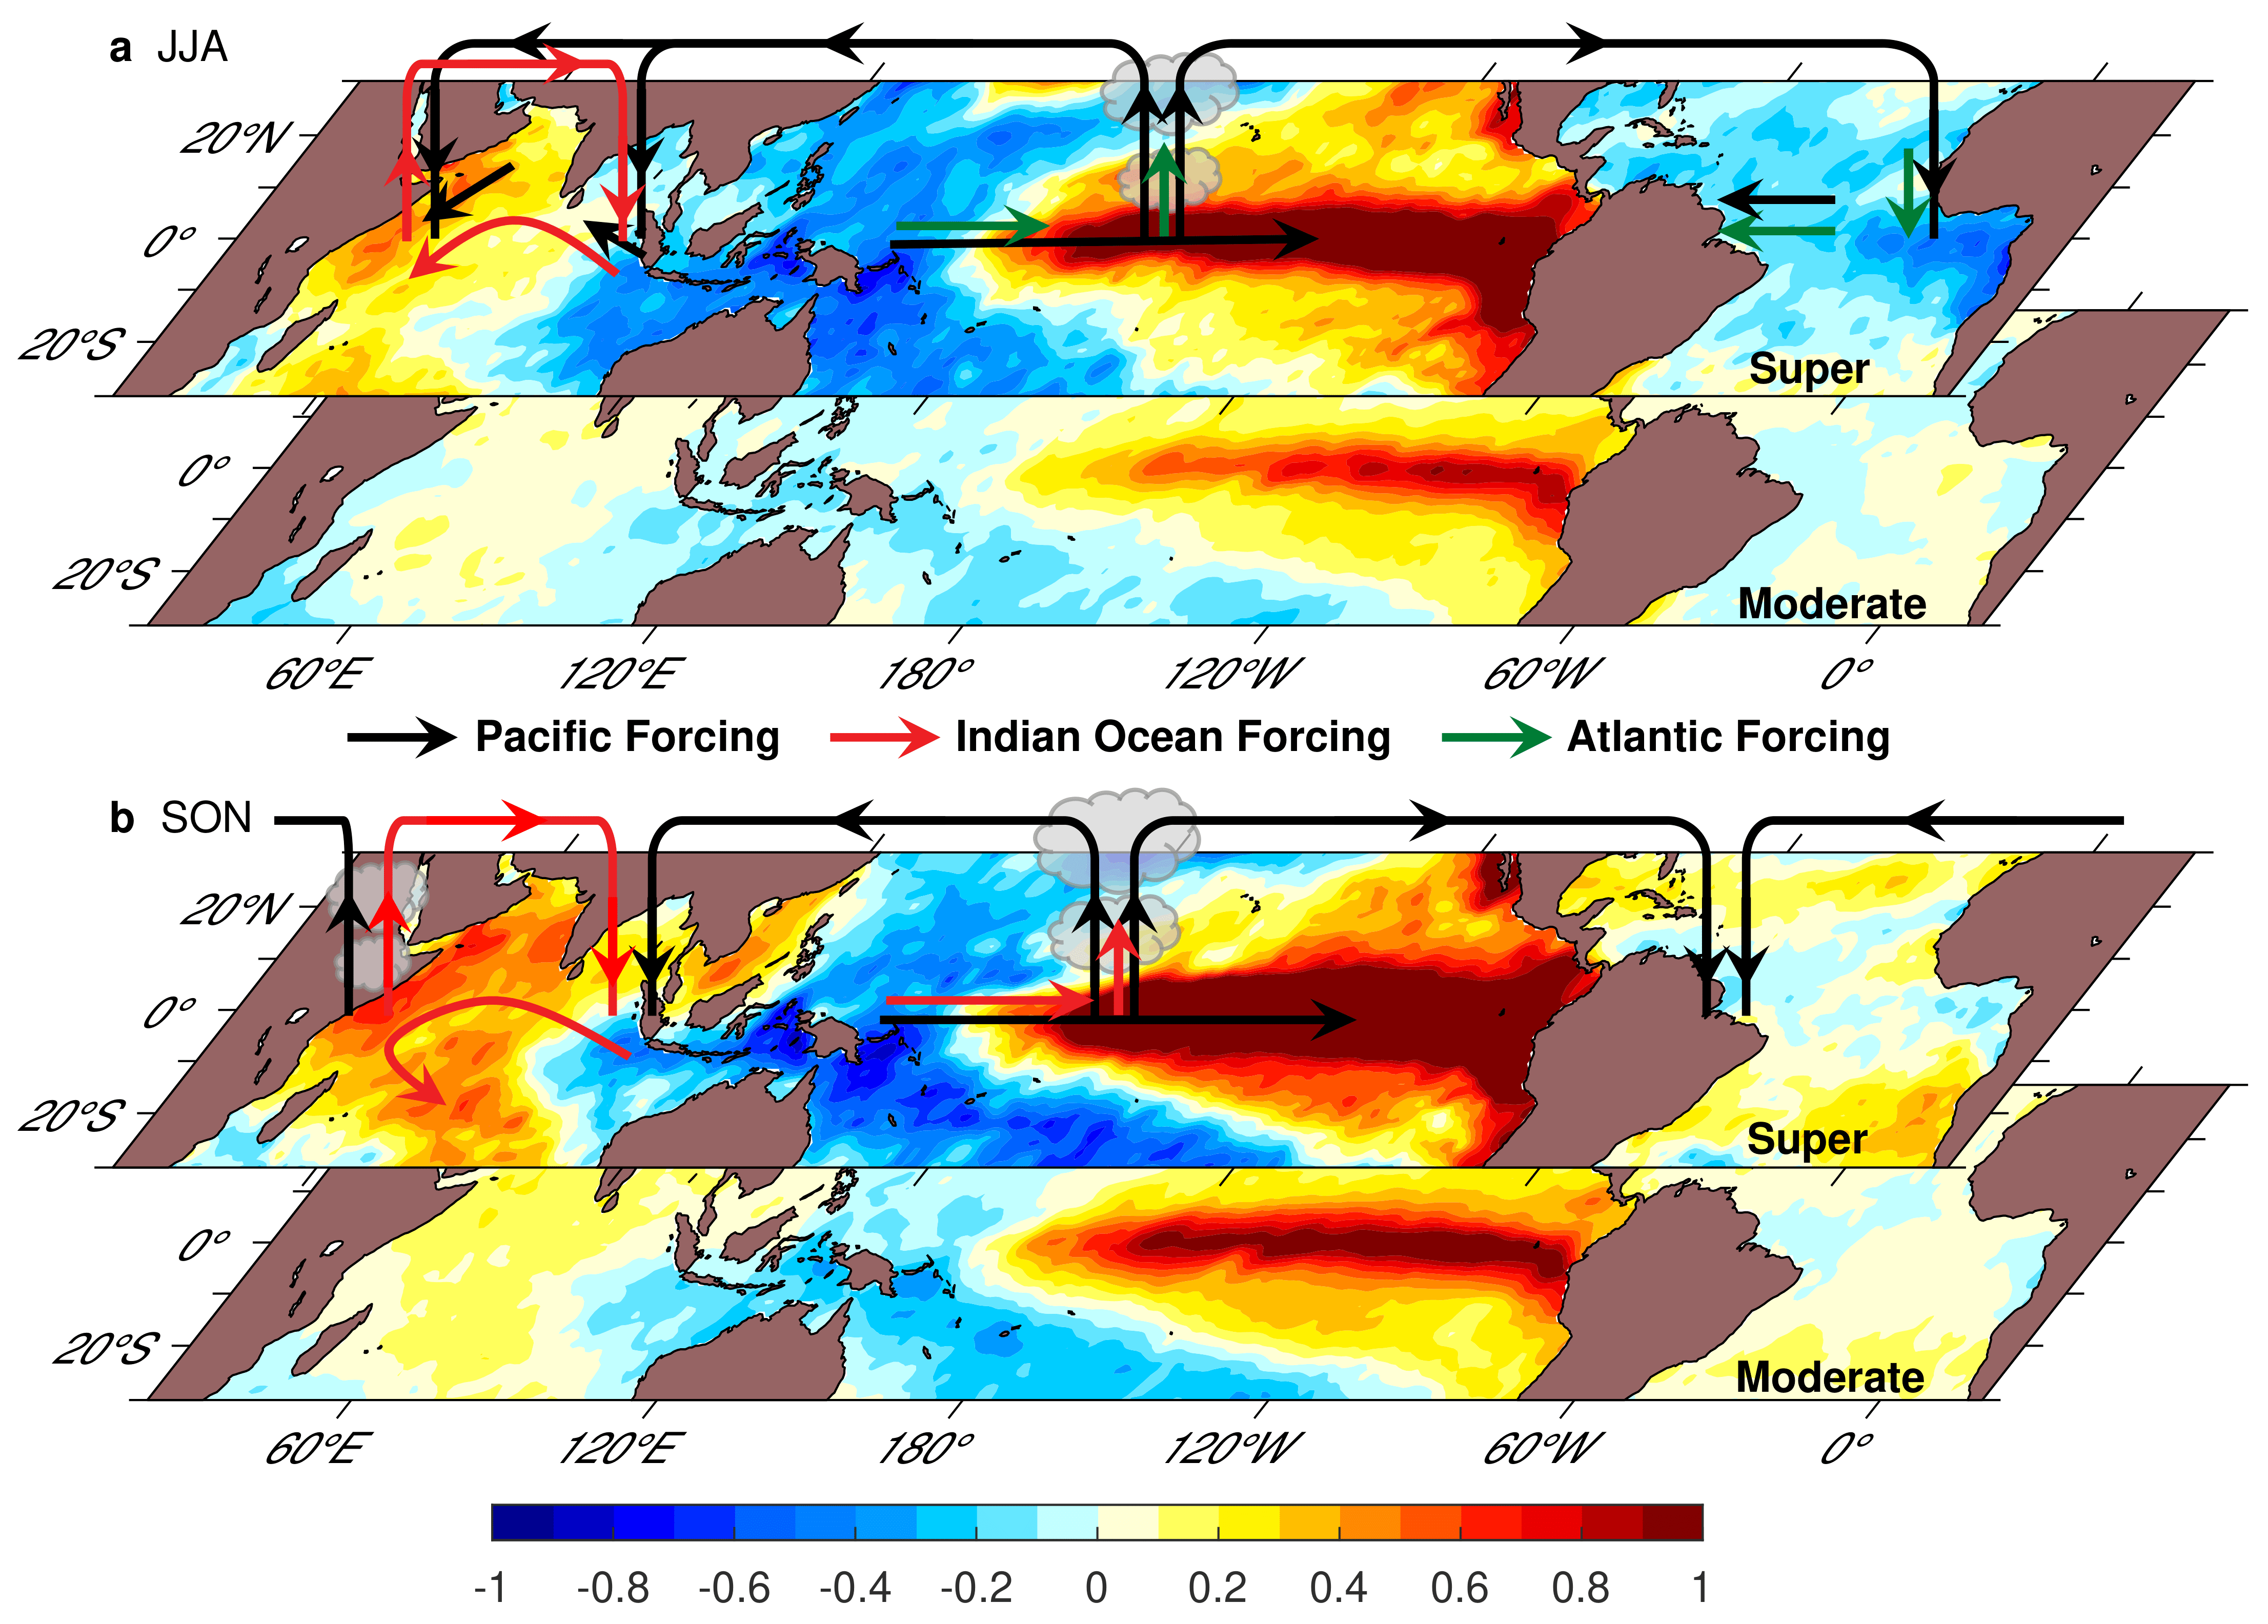 a JJA
20°N
0°
20°S
Super
0°
20°S
Moderate
60°E 120°E 180° 120°W 60°W 0°
Pacific Forcing Indian Ocean Forcing Atlantic Forcing
b SON
20°N
0°
20°S
Super
0°
20°S
Moderate
60°E 120°E 180° 120°W 60°W 0°
-1 -0.8 -0.6 -0.4 -0.2 0 0.2 0.4 0.6 0.8 1